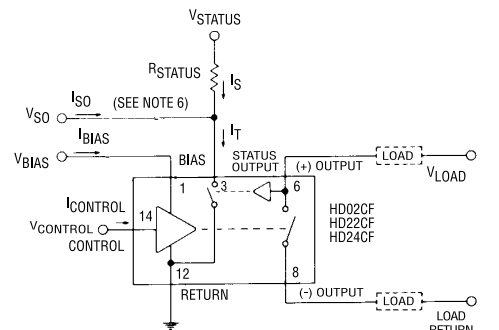 VSTATUS
RSTATUS
IS
ISO
(SEE NOTE 6)
VSO
IT
IBIAS
VBIAS
BIAS
STATUS
OUTPUT
(+) OUTPUT
LOAD
VLOAD
1
3
6
ICONTROL
14
VCONTROL
CONTROL
HD02CF
HD22CF
HD24CF
12
8
RETURN
(-) OUTPUT
LOAD
LOAD
RETURN